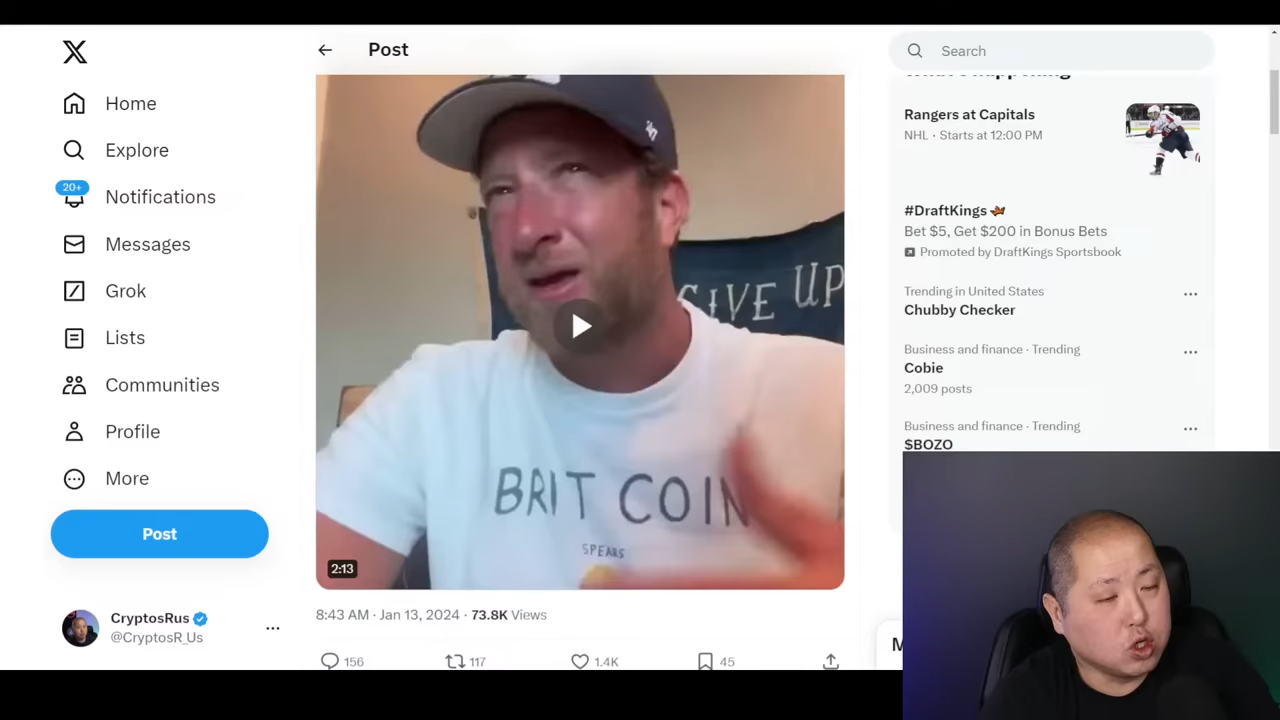 X
Home
Explore
20+
Notifications
Messages
Grok
Lists
Communities
Profile
More
Post
CryptosRus
@CryptosR_Us
Post
GIVE UP
BRIT COIN
SPEARS
2:13
8:43 AM · Jan 13, 2024 · 73.8K Views
156
117
1.4K
45
Search
What's happening
Rangers at Capitals
NHL · Starts at 12:00 PM
#DraftKings
Bet $5, Get $200 in Bonus Bets
Promoted by DraftKings Sportsbook
Trending in United States
Chubby Checker
Business and finance · Trending
Cobie
2,009 posts
Business and finance · Trending
$BOZO